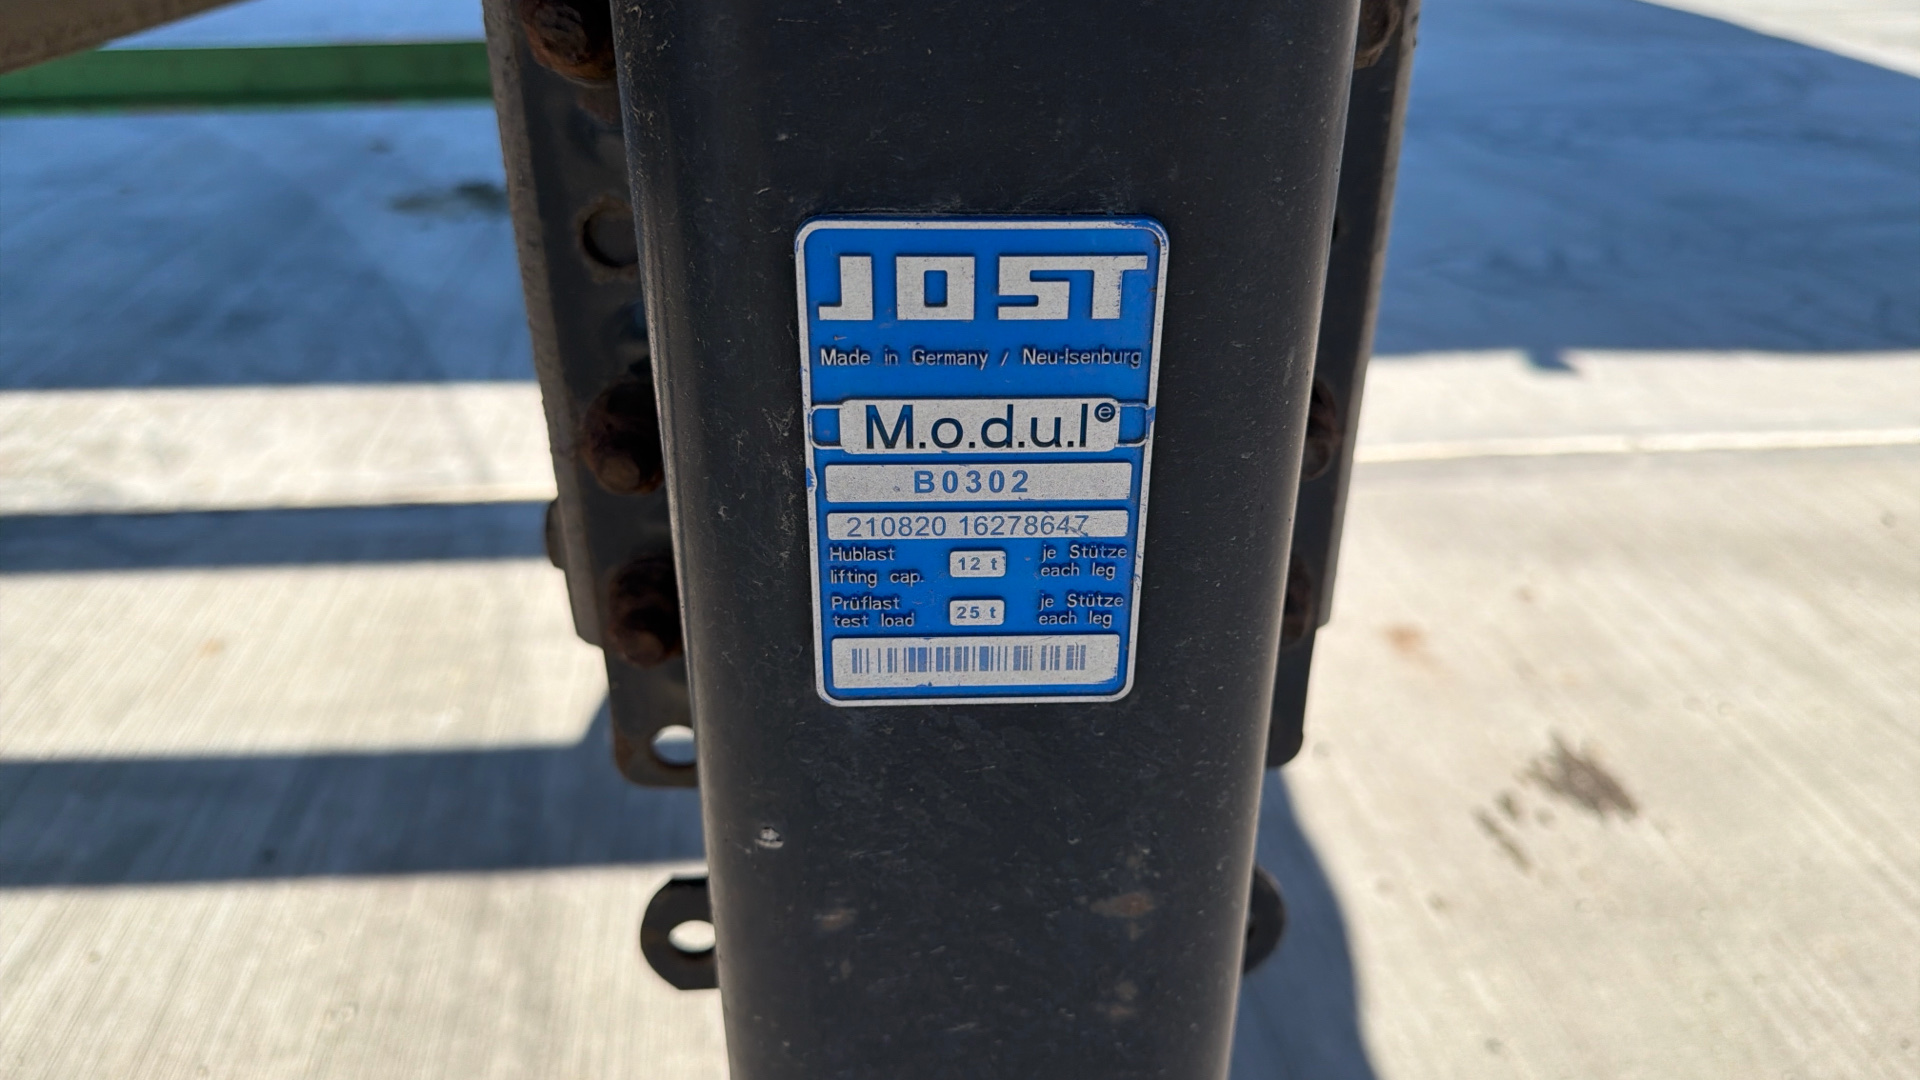 JOST
Made in Germany / Neu-Isenburg
M.o.d.u.l ⓔ
B0302
210820 16278647
Hublast
lifting cap. 12 t je Stütze
each leg
Prüflast
test load 25 t je Stütze
each leg